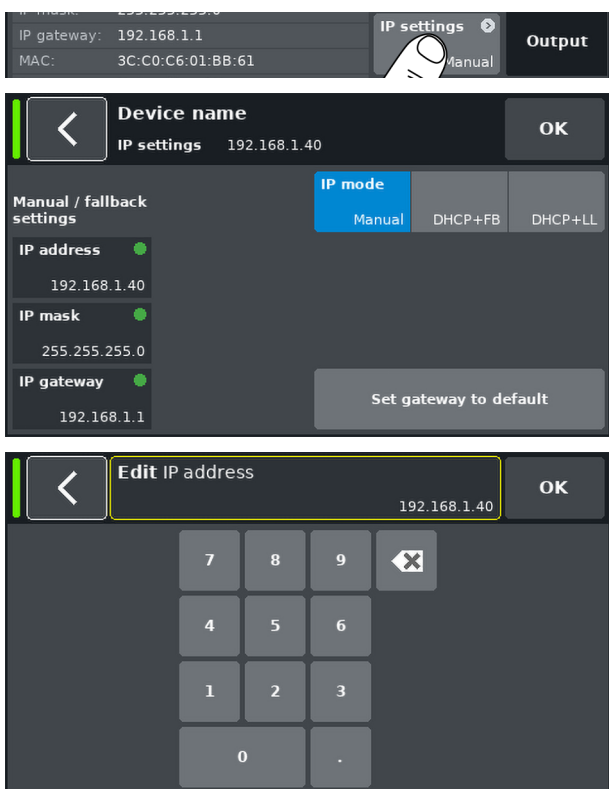 IP gateway: 192.168.1.1
MAC: 3C:C0:C6:01:BB:61
IP settings
Manual
Output
Device name
IP settings 192.168.1.40
OK
Manual / fallback
settings
IP mode
Manual
DHCP+FB
DHCP+LL
IP address
192.168.1.40
IP mask
255.255.255.0
IP gateway
192.168.1.1
Set gateway to default
Edit IP address
192.168.1.40
OK
7 8 9
4 5 6
1 2 3
0 .